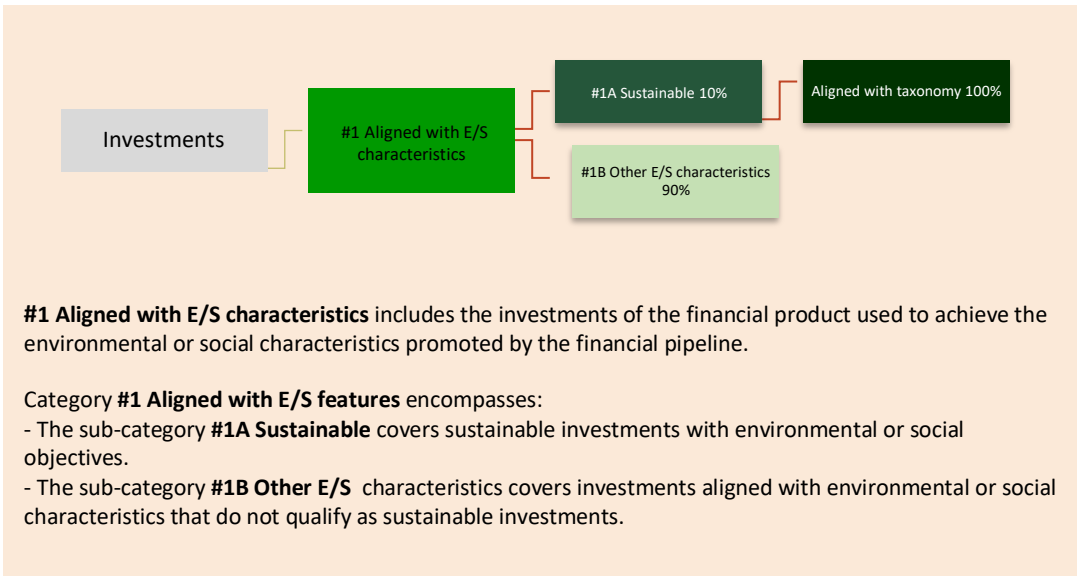 Investments
#1 Aligned with E/S
characteristics
#1A Sustainable 10%
Aligned with taxonomy 100%
#1B Other E/S characteristics
90%
#1 Aligned with E/S characteristics includes the investments of the financial product used to achieve the
environmental or social characteristics promoted by the financial pipeline.
Category #1 Aligned with E/S features encompasses:
- The sub-category #1A Sustainable covers sustainable investments with environmental or social
objectives.
- The sub-category #1B Other E/S characteristics covers investments aligned with environmental or social
characteristics that do not qualify as sustainable investments.